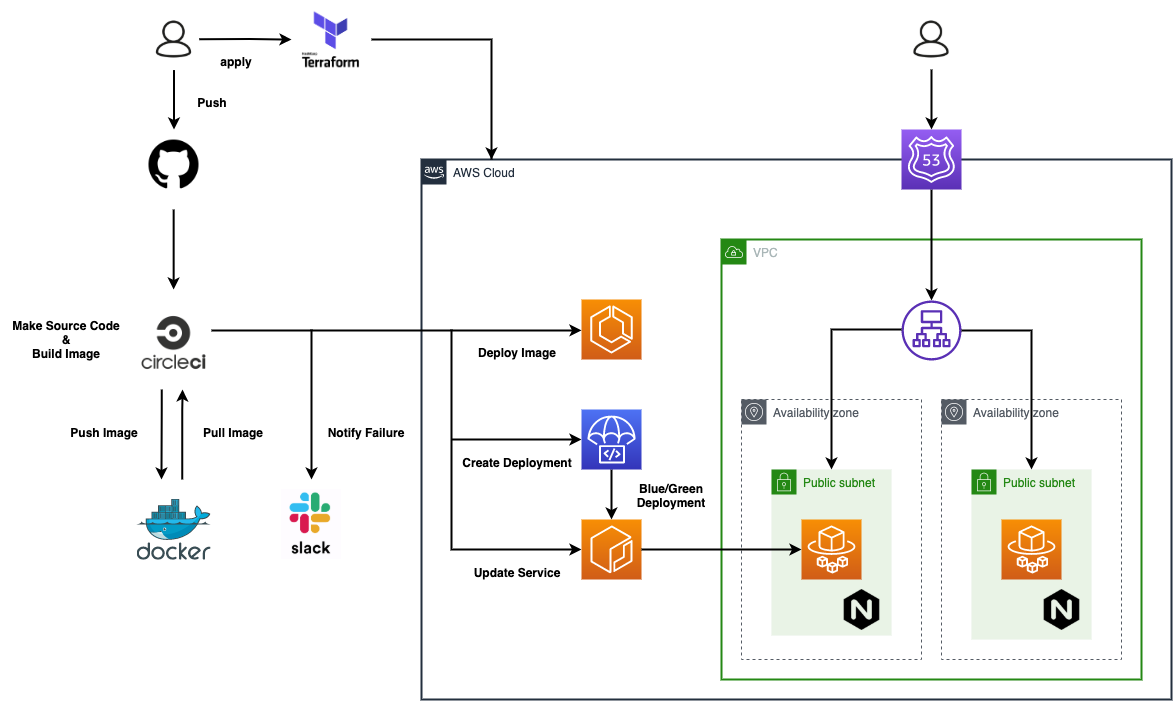 apply
HashiCorp
Terraform
Push
53
aws
AWS Cloud
VPC
Make Source Code
&
Build Image
circleci
Deploy Image
Availability zone
Availability zone
Push Image
Pull Image
Notify Failure
Create Deployment
</>
Blue/Green
Deployment
Public subnet
Public subnet
docker
slack
Update Service
N
N